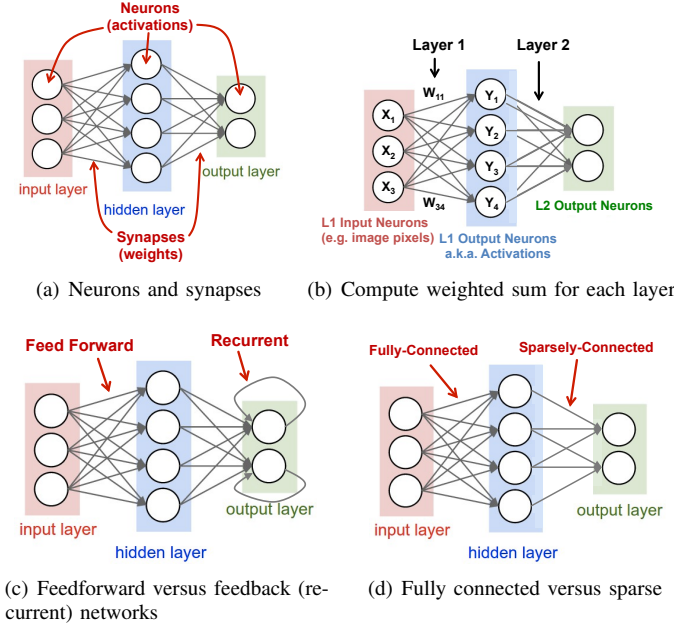 Neurons
(activations)
input layer
hidden layer
output layer
Synapses
(weights)
(a) Neurons and synapses
Layer 1
Layer 2
W11
X1
X2
X3
Y1
Y2
Y3
Y4
W34
L1 Input Neurons
(e.g. image pixels)
L1 Output Neurons
a.k.a. Activations
L2 Output Neurons
(b) Compute weighted sum for each layer
Feed Forward
Recurrent
input layer
hidden layer
output layer
(c) Feedforward versus feedback (re-
current) networks
Fully-Connected
Sparsely-Connected
input layer
hidden layer
output layer
(d) Fully connected versus sparse